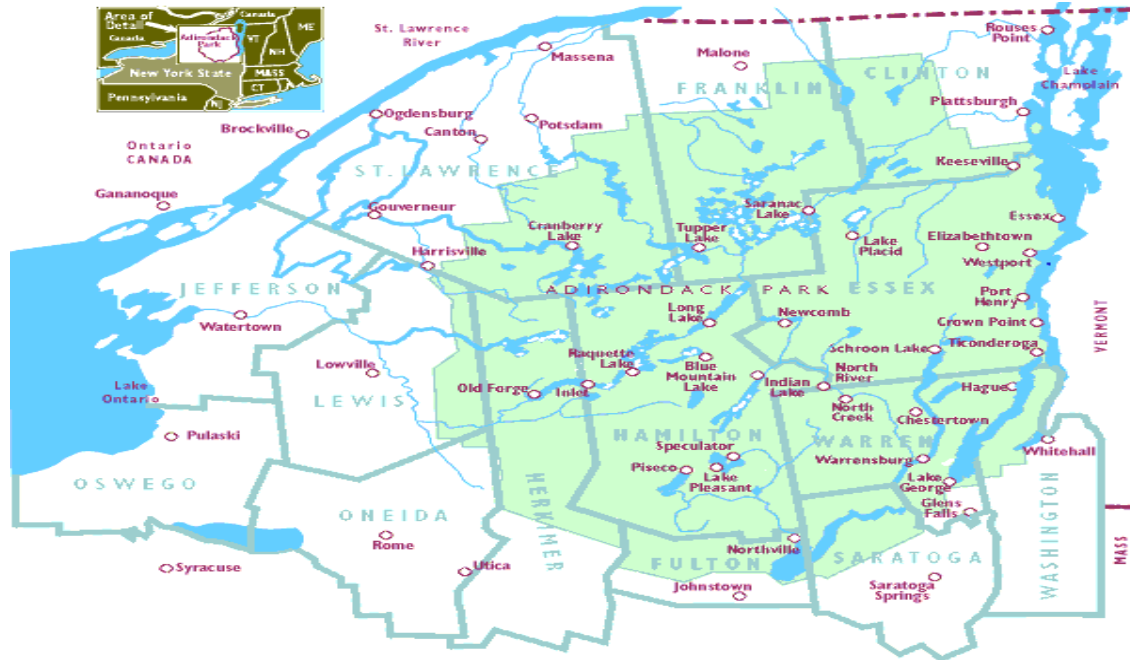 Area of
Detail
Canada
Canada
Adirondack
Park
VT
ME
NH
New York State
MASS
CT
Pennsylvania
NJ
St. Lawrence
River
Massena
Malone
Rouses
Point
FRANKLIN
CLINTON
Lake
Champlain
Plattsburgh
Ogdensburg
Brockville
Canton
Potsdam
Ontario
CANADA
Keeseville
ST. LAWRENCE
Gananoque
Gouverneur
Saranac
Lake
Essex
Cranberry
Lake
Tupper
Lake
Lake
Placid
Elizabethtown
Westport
Harrisville
JEFFERSON
ADIRONDACK PARK
ESSEX
Port
Henry
Watertown
Long
Lake
Newcomb
Crown Point
VERMONT
Lowville
Raquette
Lake
Blue
Mountain
Lake
Schroon Lake
Ticonderoga
Lake
Ontario
LEWIS
Old Forge
Inlet
Indian
Lake
North
River
Hague
North
Creek
Chestertown
Pulaski
HAMILTON
WARREN
Speculator
Whitehall
Piseco
Lake
Pleasant
Warrensburg
Lake
George
OSWEGO
ONEIDA
HERKIMER
Glens
Falls
WASHINGTON
MASS
Rome
Northville
FULTON
SARATOGA
Syracuse
Utica
Johnstown
Saratoga
Springs